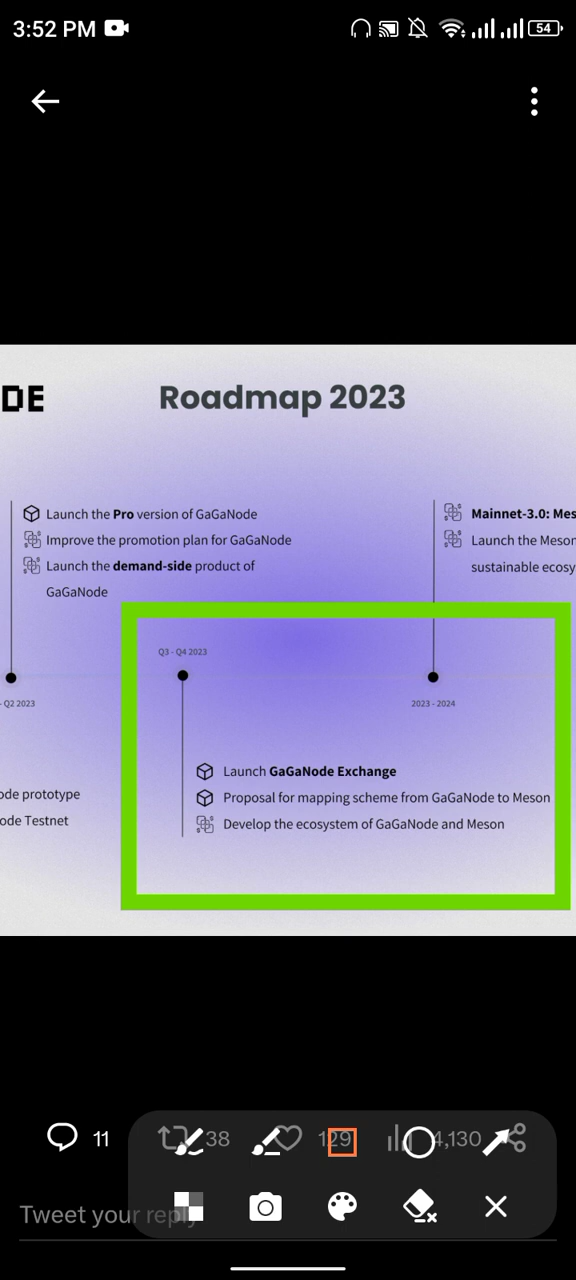 3:52 PM
54
DE
Roadmap 2023
Launch the Pro version of GaGaNode
Improve the promotion plan for GaGaNode
Launch the demand-side product of
GaGaNode
Mainnet-3.0: Mes
Launch the Meson
sustainable ecosy
Q3 - Q4 2023
- Q2 2023
2023 - 2024
Launch GaGaNode Exchange
Proposal for mapping scheme from GaGaNode to Meson
Develop the ecosystem of GaGaNode and Meson
ode prototype
ode Testnet
11
38
129
4,130
Tweet your reply